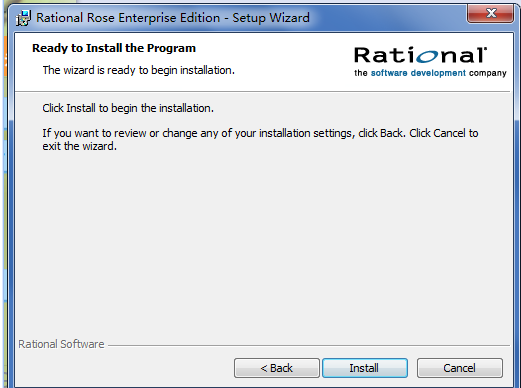 Rational Rose Enterprise Edition - Setup Wizard
Ready to Install the Program
The wizard is ready to begin installation.
Rational
the software development company
Click Install to begin the installation.
If you want to review or change any of your installation settings, click Back. Click Cancel to
exit the wizard.
Rational Software
< Back
Install
Cancel